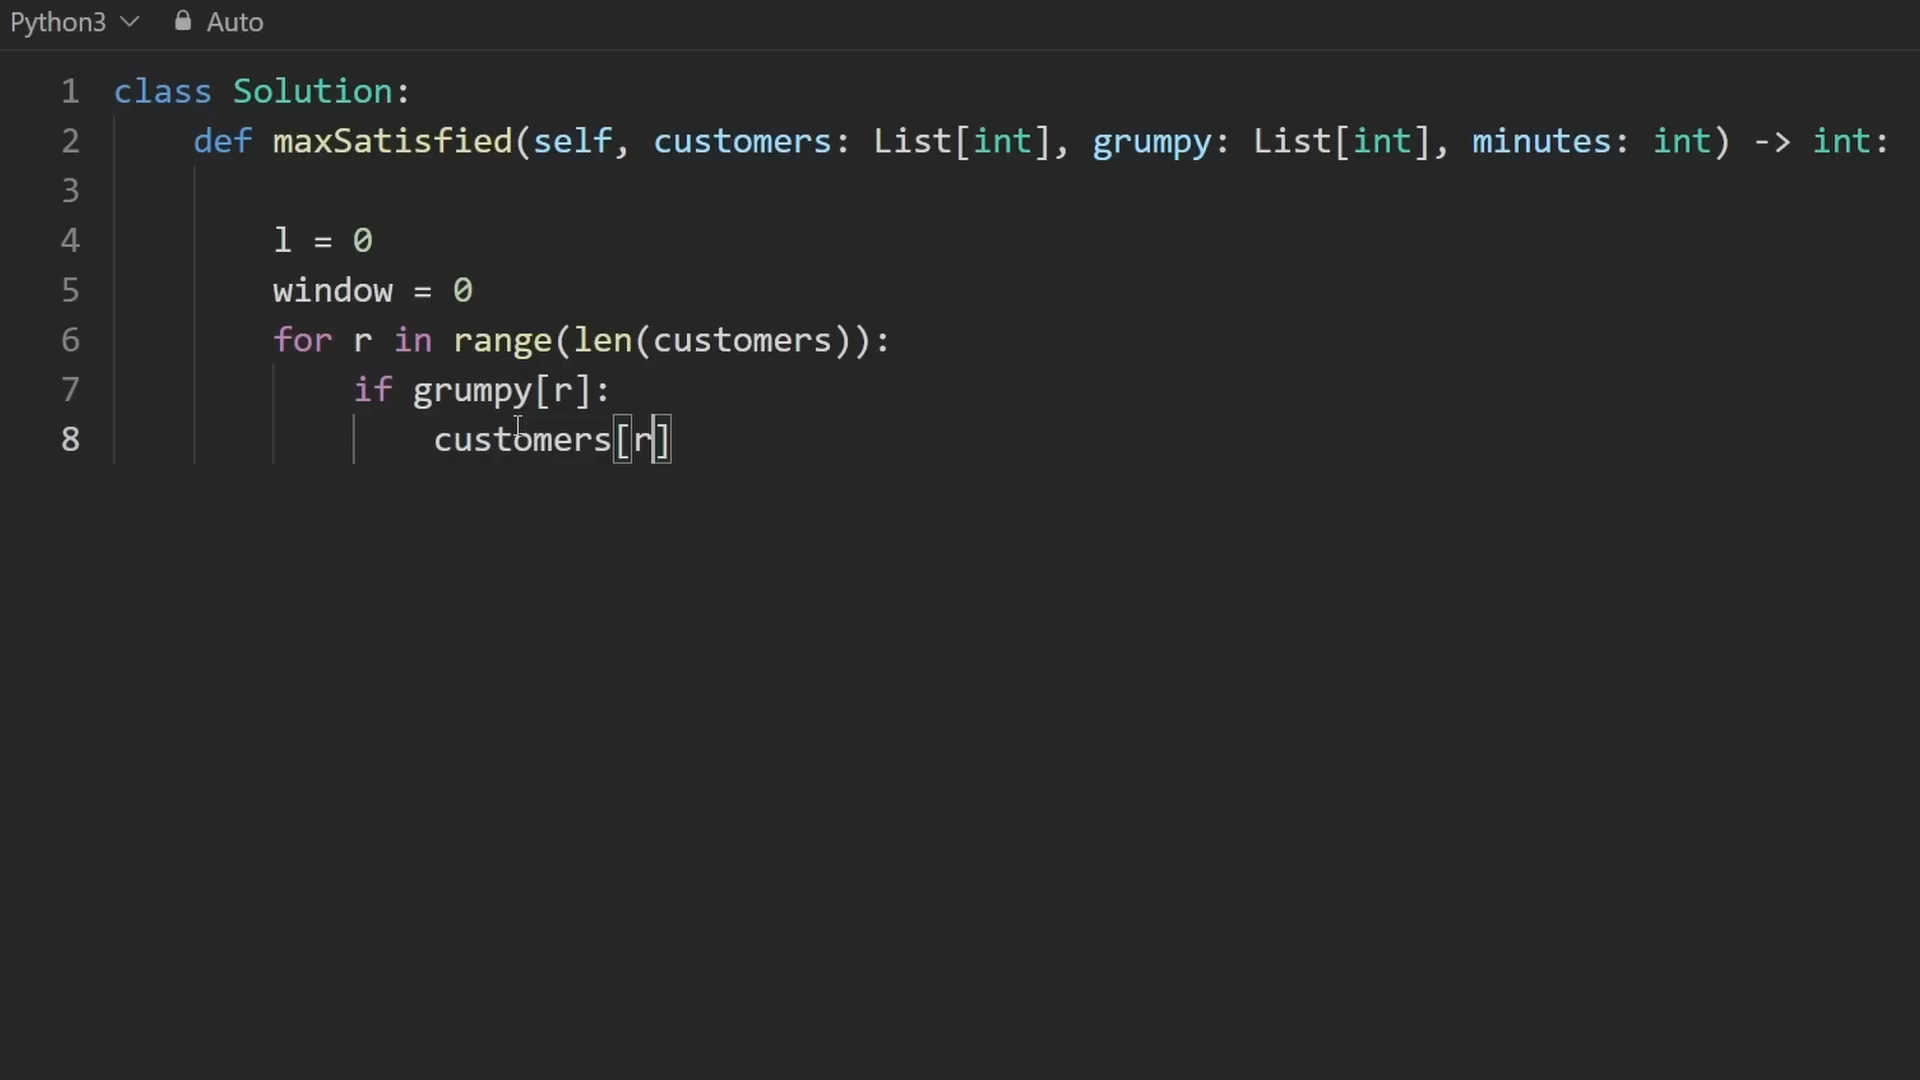 Python3 Auto
1 class Solution:
2 def maxSatisfied(self, customers: List[int], grumpy: List[int], minutes: int) -> int:
3
4 l = 0
5 window = 0
6 for r in range(len(customers)):
7 if grumpy[r]:
8 customers[r]